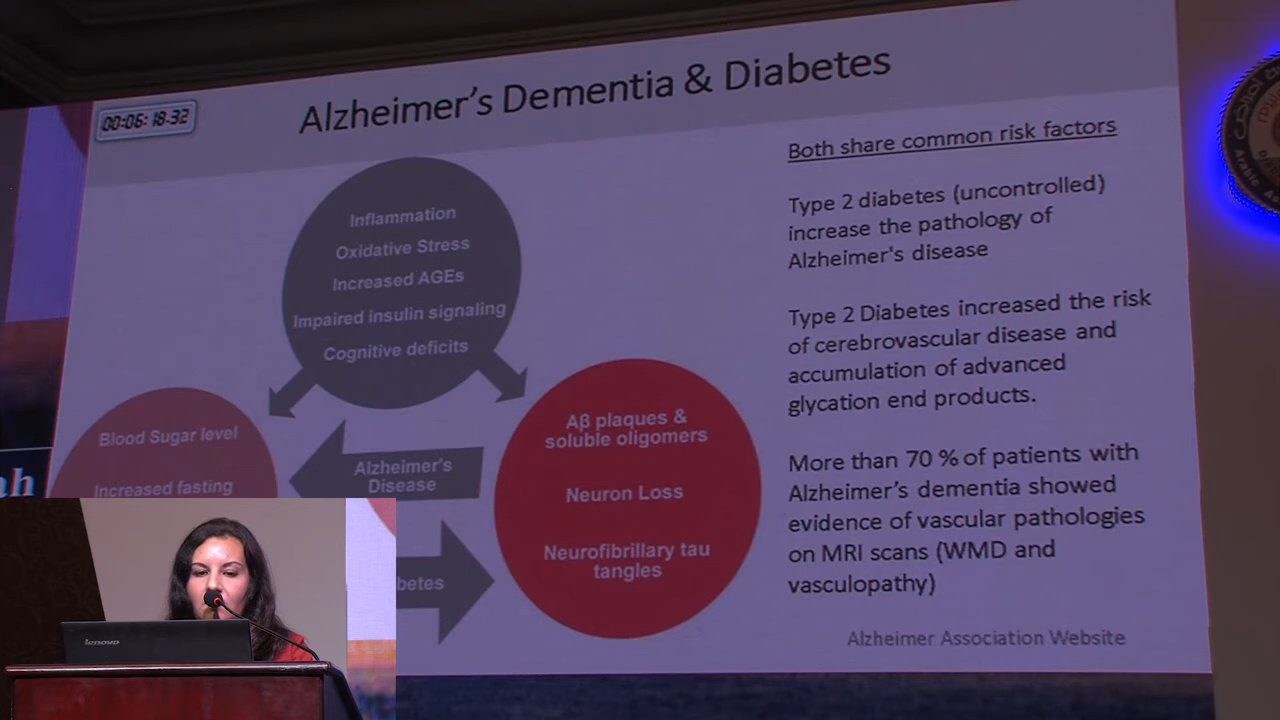 00:06: 18.32
Alzheimer's Dementia & Diabetes
Inflammation
Oxidative Stress
Increased AGEs
Impaired insulin signaling
Cognitive deficits
Blood Sugar level
Increased fasting
Alzheimer's
Disease
betes
Aβ plaques &
soluble oligomers
Neuron Loss
Neurofibrillary tau
tangles
Both share common risk factors
Type 2 diabetes (uncontrolled)
increase the pathology of
Alzheimer's disease
Type 2 Diabetes increased the risk
of cerebrovascular disease and
accumulation of advanced
glycation end products.
More than 70 % of patients with
Alzheimer's dementia showed
evidence of vascular pathologies
on MRI scans (WMD and
vasculopathy)
Alzheimer Association Website
ah
lenovo